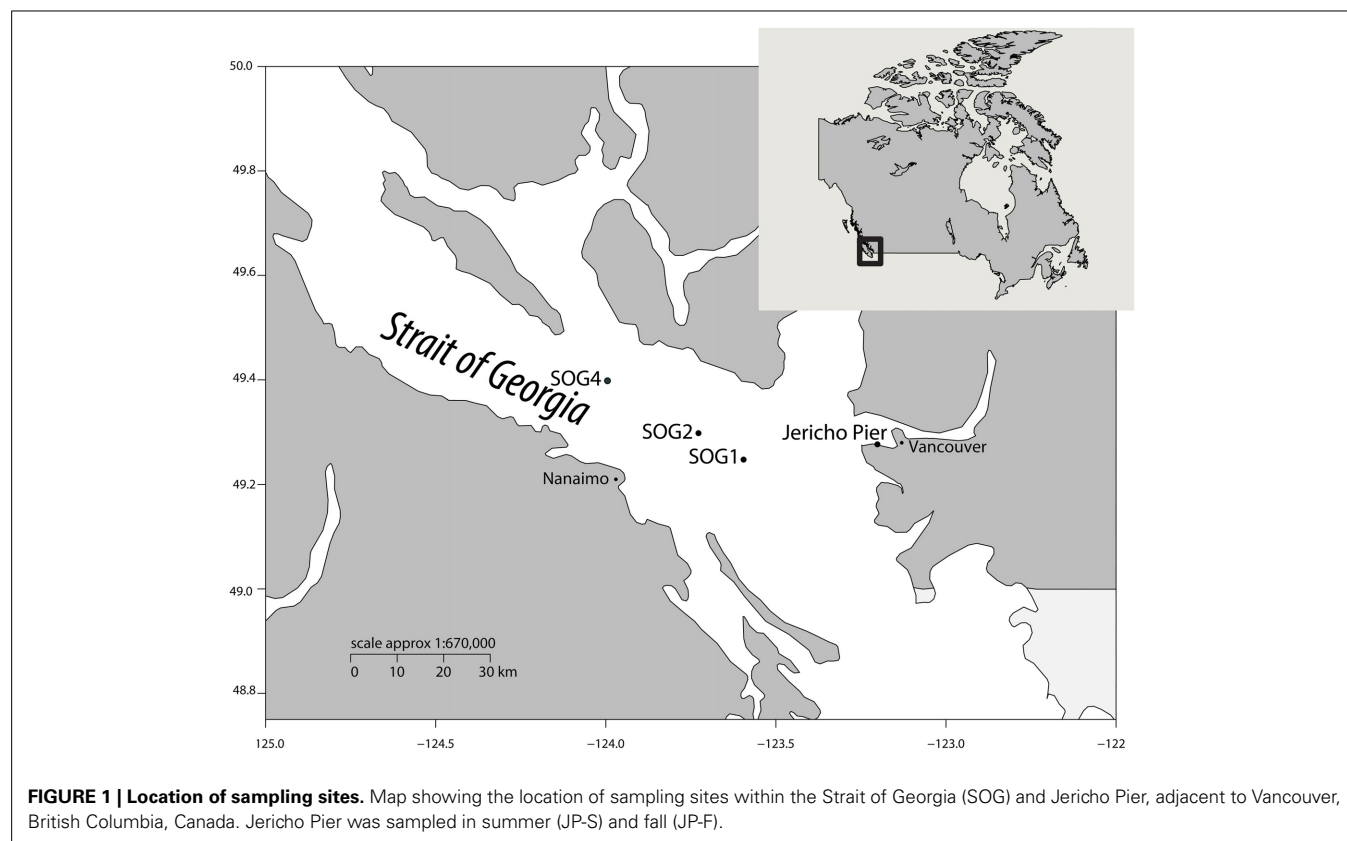 50.0
49.8
49.6
49.4
49.2
49.0
48.8
Strait of Georgia
SOG4
SOG2
SOG1
Jericho Pier
Vancouver
Nanaimo
scale approx 1:670,000
0 10 20 30 km
125.0 −124.5 −124.0 −123.5 −123.0 −122
FIGURE 1 | Location of sampling sites. Map showing the location of sampling sites within the Strait of Georgia (SOG) and Jericho Pier, adjacent to Vancouver,
British Columbia, Canada. Jericho Pier was sampled in summer (JP-S) and fall (JP-F).